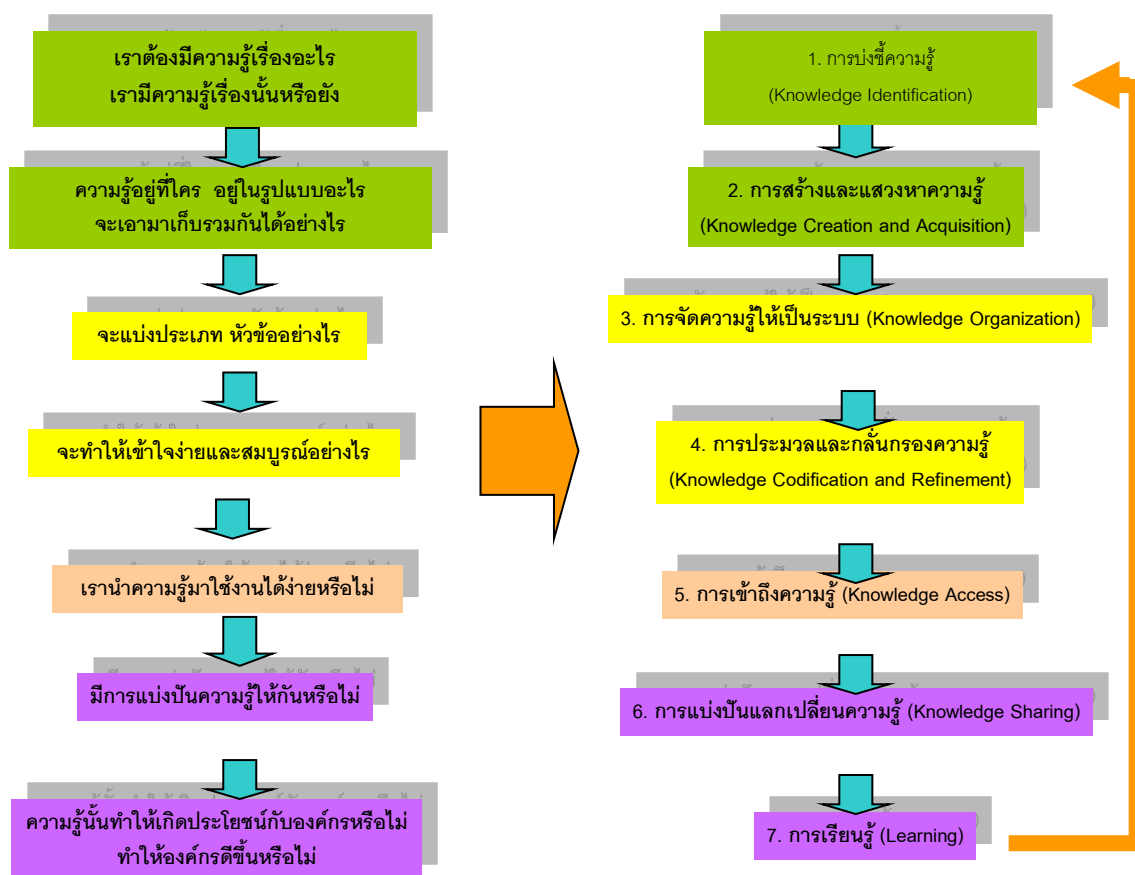 เราต้องมีความรู้เรื่องอะไร
เรามีความรู้เรื่องนั้นหรือยัง
ความรู้อยู่ที่ใคร อยู่ในรูปแบบอะไร
จะเอามาเก็บรวมกันได้อย่างไร
จะแบ่งประเภท หัวข้ออย่างไร
จะทำให้เข้าใจง่ายและสมบูรณ์อย่างไร
เรานำความรู้มาใช้งานได้ง่ายหรือไม่
มีการแบ่งปันความรู้ให้กันหรือไม่
ความรู้นั้นทำให้เกิดประโยชน์กับองค์กรหรือไม่
ทำให้องค์กรดีขึ้นหรือไม่
1. การบ่งชี้ความรู้
(Knowledge Identification)
2. การสร้างและแสวงหาความรู้
(Knowledge Creation and Acquisition)
3. การจัดความรู้ให้เป็นระบบ (Knowledge Organization)
4. การประมวลและกลั่นกรองความรู้
(Knowledge Codification and Refinement)
5. การเข้าถึงความรู้ (Knowledge Access)
6. การแบ่งปันแลกเปลี่ยนความรู้ (Knowledge Sharing)
7. การเรียนรู้ (Learning)